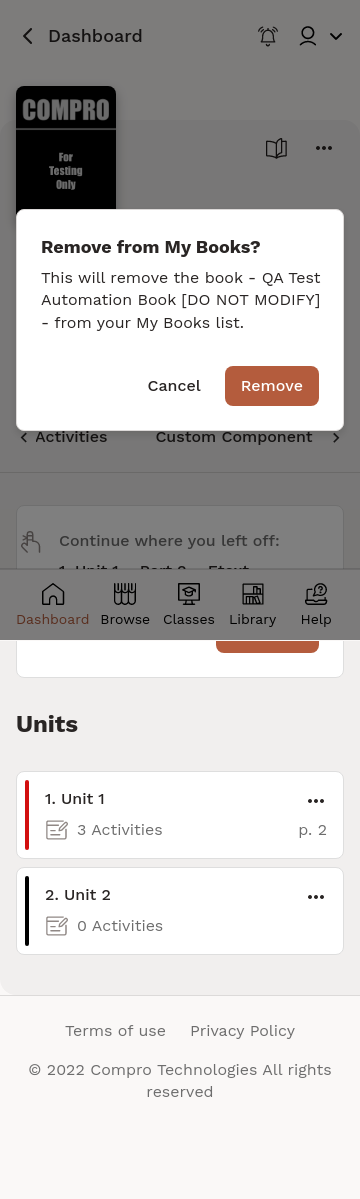 Dashboard
COMPRO
For
Testing
Only
Remove from My Books?
This will remove the book - QA Test
Automation Book [DO NOT MODIFY]
- from your My Books list.
Cancel Remove
Activities Custom Component
Continue where you left off:
1. Unit 1 Part 2 Etext
Dashboard Browse Classes Library Help
Units
1. Unit 1
3 Activities p. 2
2. Unit 2
0 Activities
Terms of use Privacy Policy
© 2022 Compro Technologies All rights
reserved